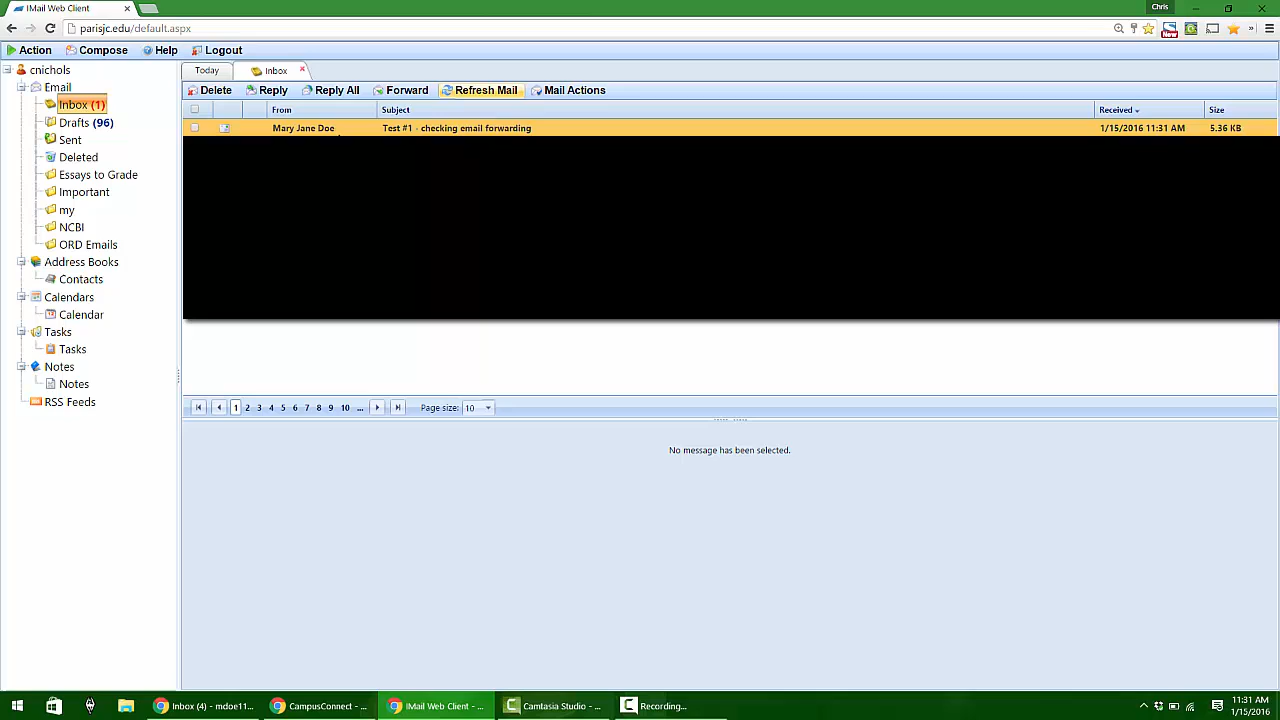 IMail Web Client
Chris
parisjc.edu/default.aspx
New
Action Compose Help Logout
cnichols
Email
Inbox (1)
Drafts (96)
Sent
Deleted
Essays to Grade
Important
my
NCBI
ORD Emails
Address Books
Contacts
Calendars
Calendar
Tasks
Tasks
Notes
Notes
RSS Feeds
Today Inbox
Delete Reply Reply All Forward Refresh Mail Mail Actions
From Subject Received Size
Mary Jane Doe Test #1 - checking email forwarding 1/15/2016 11:31 AM 5.36 KB
1 2 3 4 5 6 7 8 9 10 ... Page size: 10
No message has been selected.
Inbox (4) - mdoe11... CampusConnect - ... IMail Web Client - ... Camtasia Studio - ... Recording...
11:31 AM
1/15/2016